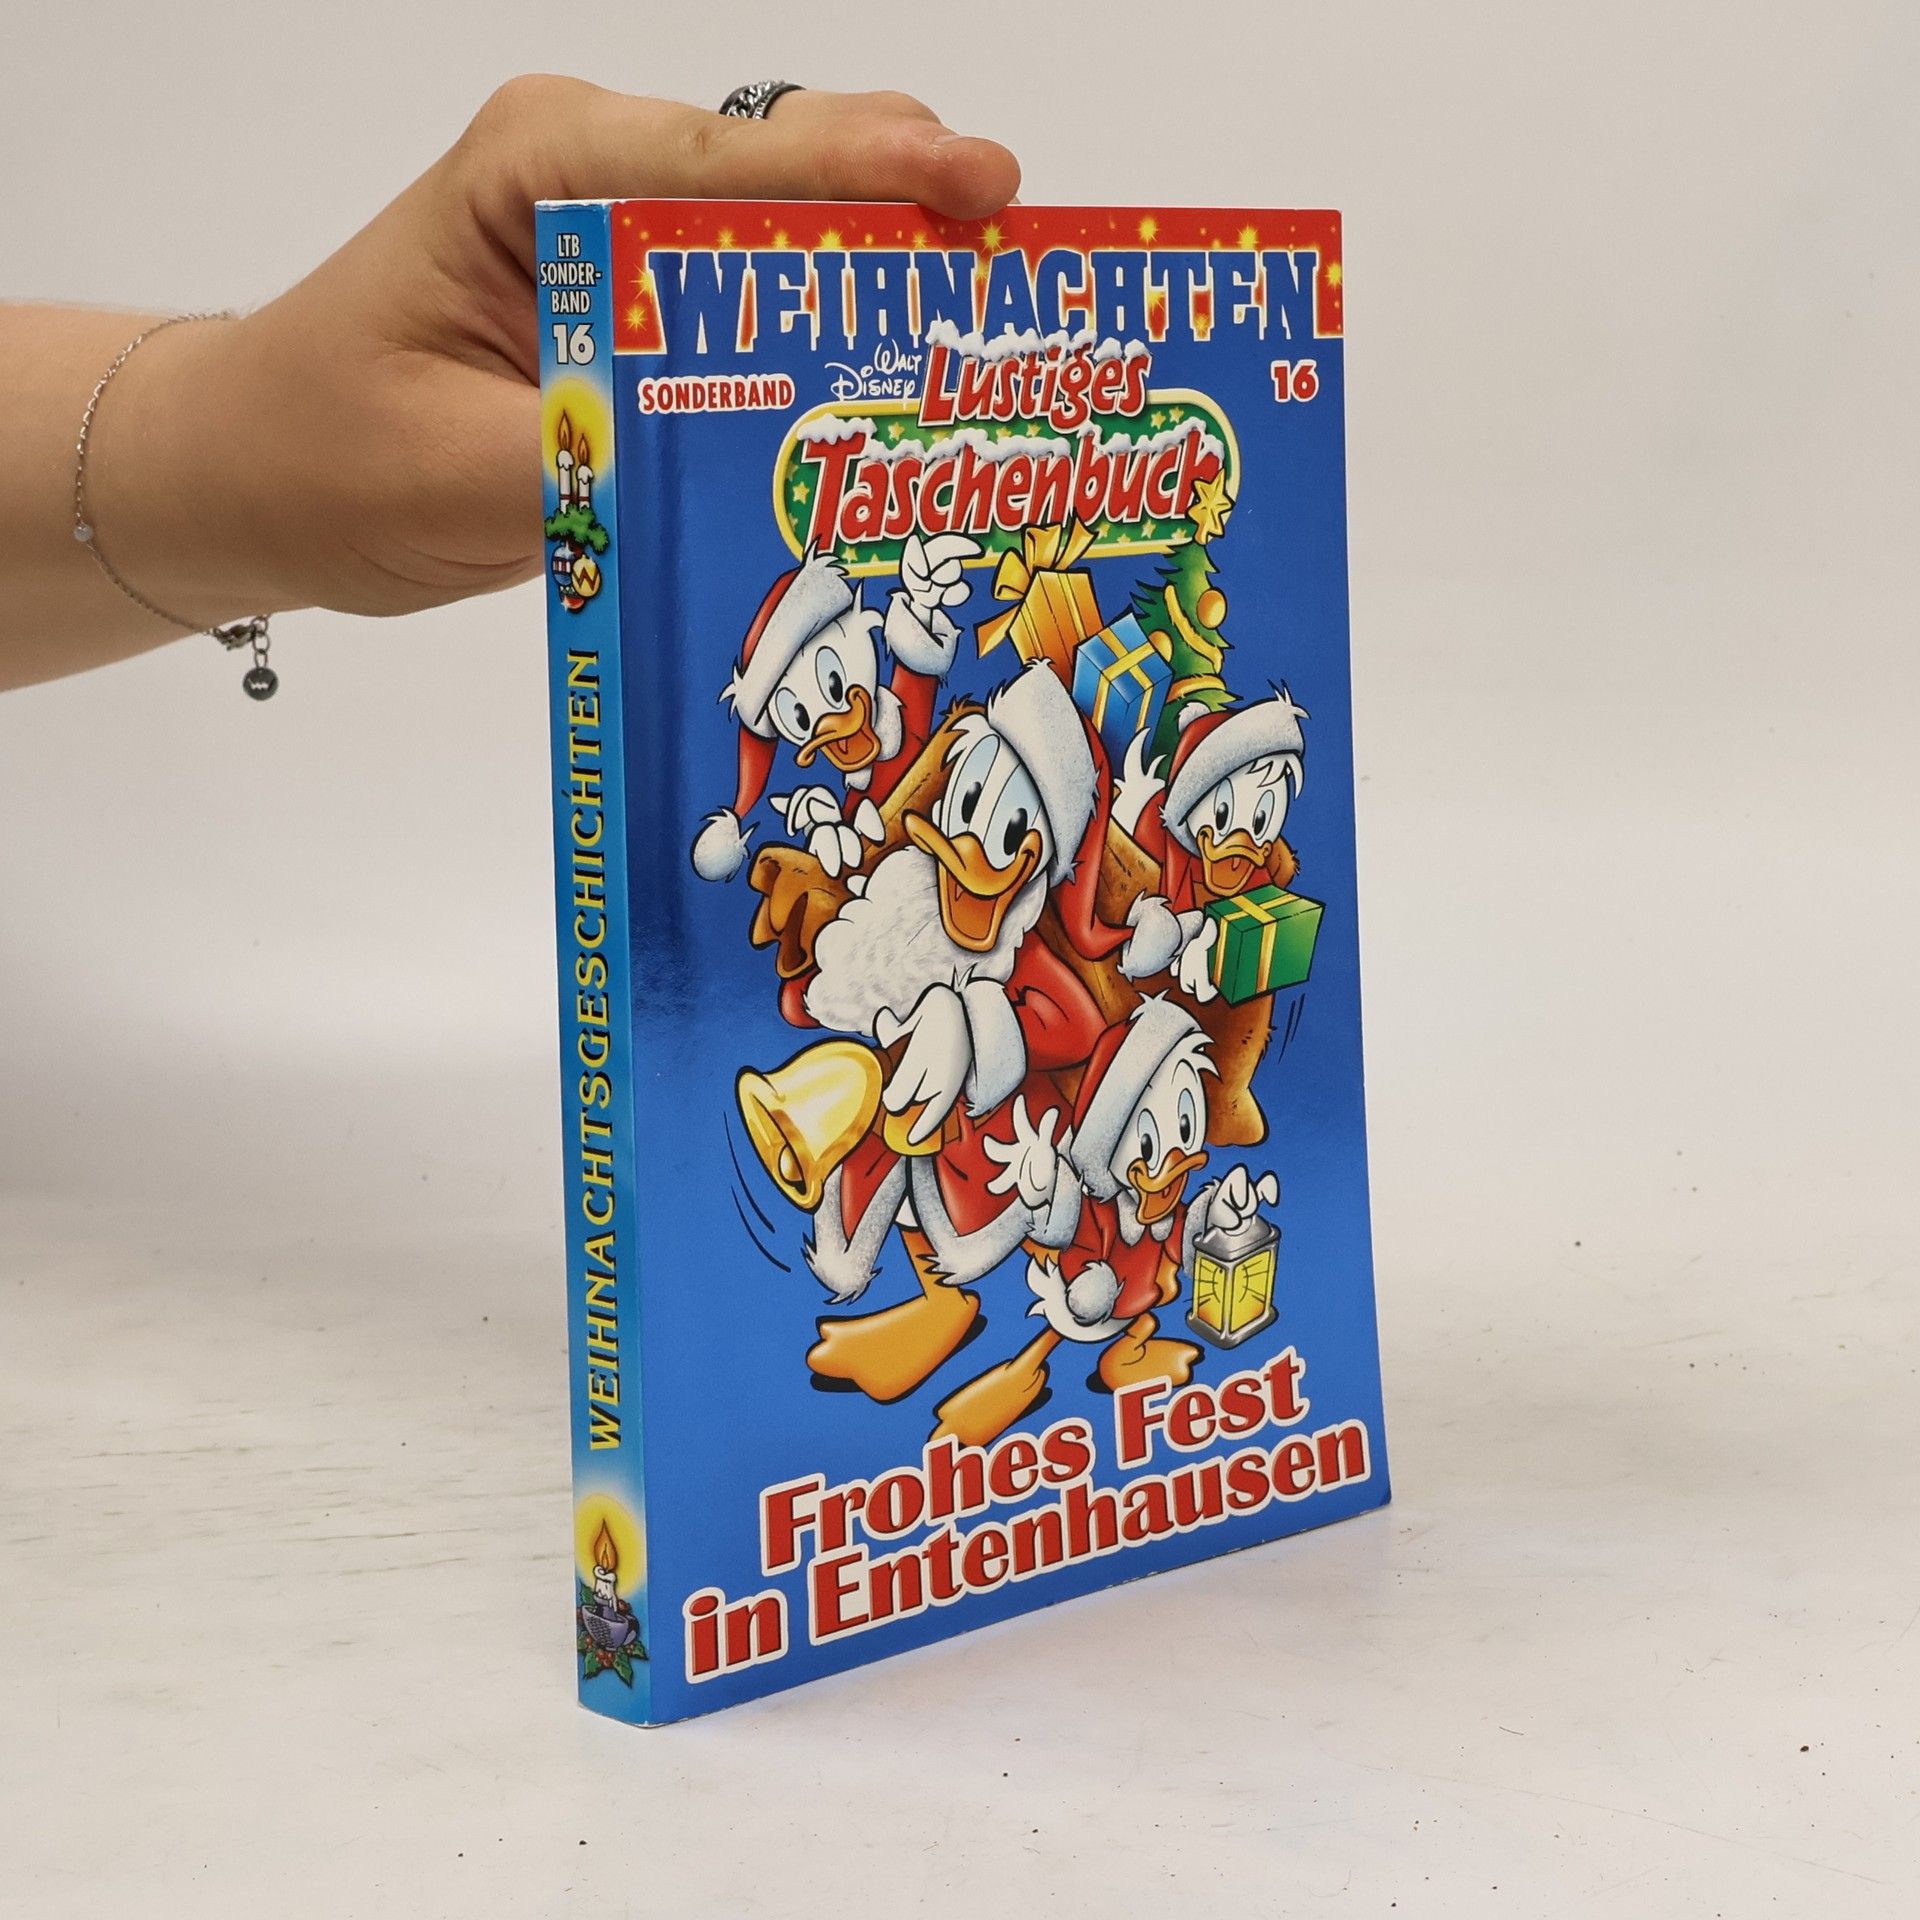 LTB
SONDER-
BAND
16
WEIHNACHTSGESCHICHTEN
WEIHNACHTEN
SONDERBAND
WALT
DISNEY
Lustiges
Taschenbuch
16
Frohes Fest
in Entenhausen